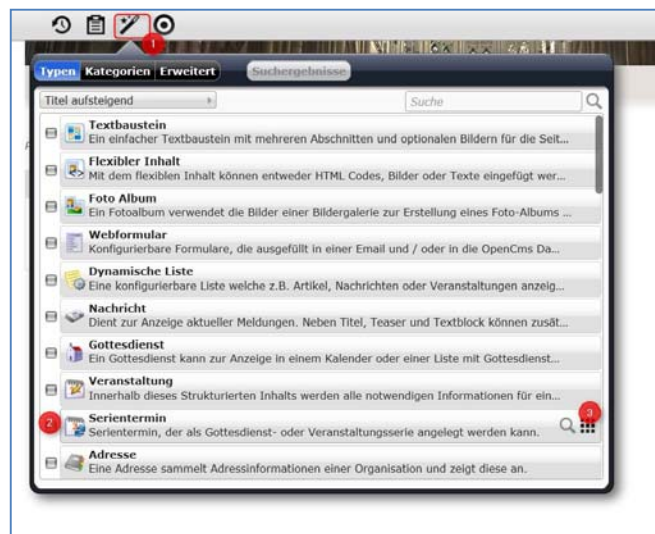 1
Typen Kategorien Erweitert Suchergebnisse
Titel aufsteigend Suche
Textbaustein
Ein einfacher Textbaustein mit mehreren Abschnitten und optionalen Bildern für die Seit...
Flexibler Inhalt
Mit dem flexiblen Inhalt können entweder HTML Codes, Bilder oder Texte eingefügt wer...
Foto Album
Ein Fotoalbum verwendet die Bilder einer Bildergalerie zur Erstellung eines Foto-Albums ...
Webformular
Konfigurierbare Formulare, die ausgefüllt in einer Email und / oder in die OpenCms Da...
Dynamische Liste
Eine konfigurierbare Liste welche z.B. Artikel, Nachrichten oder Veranstaltungen anzeig...
Nachricht
Dient zur Anzeige aktueller Meldungen. Neben Titel, Teaser und Textblock können zusät...
Gottesdienst
Ein Gottesdienst kann zur Anzeige in einem Kalender oder einer Liste mit Gottesdienst...
Veranstaltung
Innerhalb dieses Strukturierten Inhalts werden alle notwendigen Informationen für ein...
2 Serientermin 3
Serientermin, der als Gottesdienst- oder Veranstaltungsserie angelegt werden kann.
Adresse
Eine Adresse sammelt Adressinformationen einer Organisation und zeigt diese an.